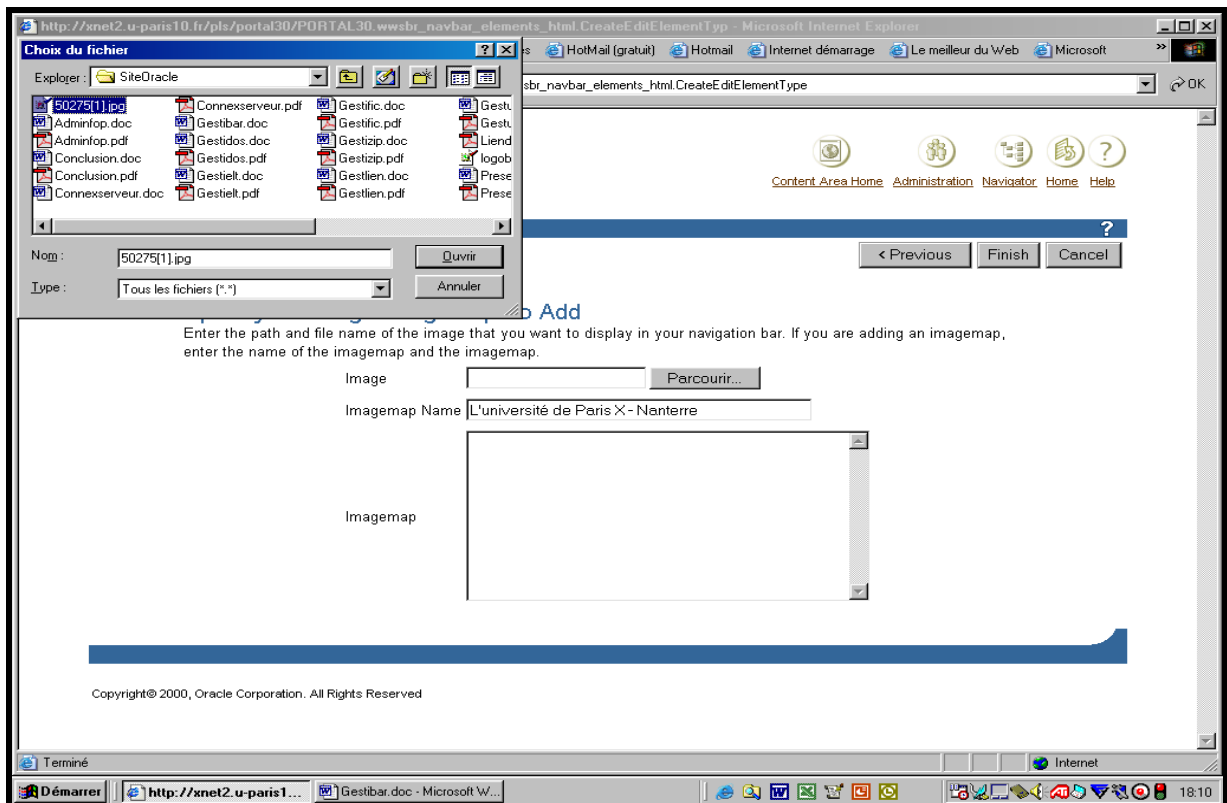 http://xnet2.u-paris10.fr/pls/portal30/PORTAL30.wwsbr_navbar_elements_html.CreateEditElementTyp - Microsoft Internet Explorer
Choix du fichier
HotMail (gratuit) Hotmail Internet démarrage Le meilleur du Web Microsoft »
Explorer : SiteOracle
sbr_navbar_elements_html.CreateEditElementType OK
50275[1].jpg Connexserveur.pdf Gestific.doc Gestu
Adminfop.doc Gestibar.doc Gestific.pdf Gestu
Adminfop.pdf Gestidos.doc Gestizip.doc Liend
Conclusion.doc Gestidos.pdf Gestizip.pdf logob
Conclusion.pdf Gestielt.doc Gestlien.doc Prese
Connexserveur.doc Gestielt.pdf Gestlien.pdf Prese
Content Area Home Administration Navigator Home Help
?
Nom : 50275[1].jpg Ouvrir
Type : Tous les fichiers (*.*) Annuler
< Previous Finish Cancel
Add
Enter the path and file name of the image that you want to display in your navigation bar. If you are adding an imagemap,
enter the name of the imagemap and the imagemap.
Image Parcourir...
Imagemap Name L'université de Paris X - Nanterre
Imagemap
Copyright© 2000, Oracle Corporation. All Rights Reserved
Terminé Internet
Démarrer http://xnet2.u-paris1... Gestibar.doc - Microsoft W... 18:10